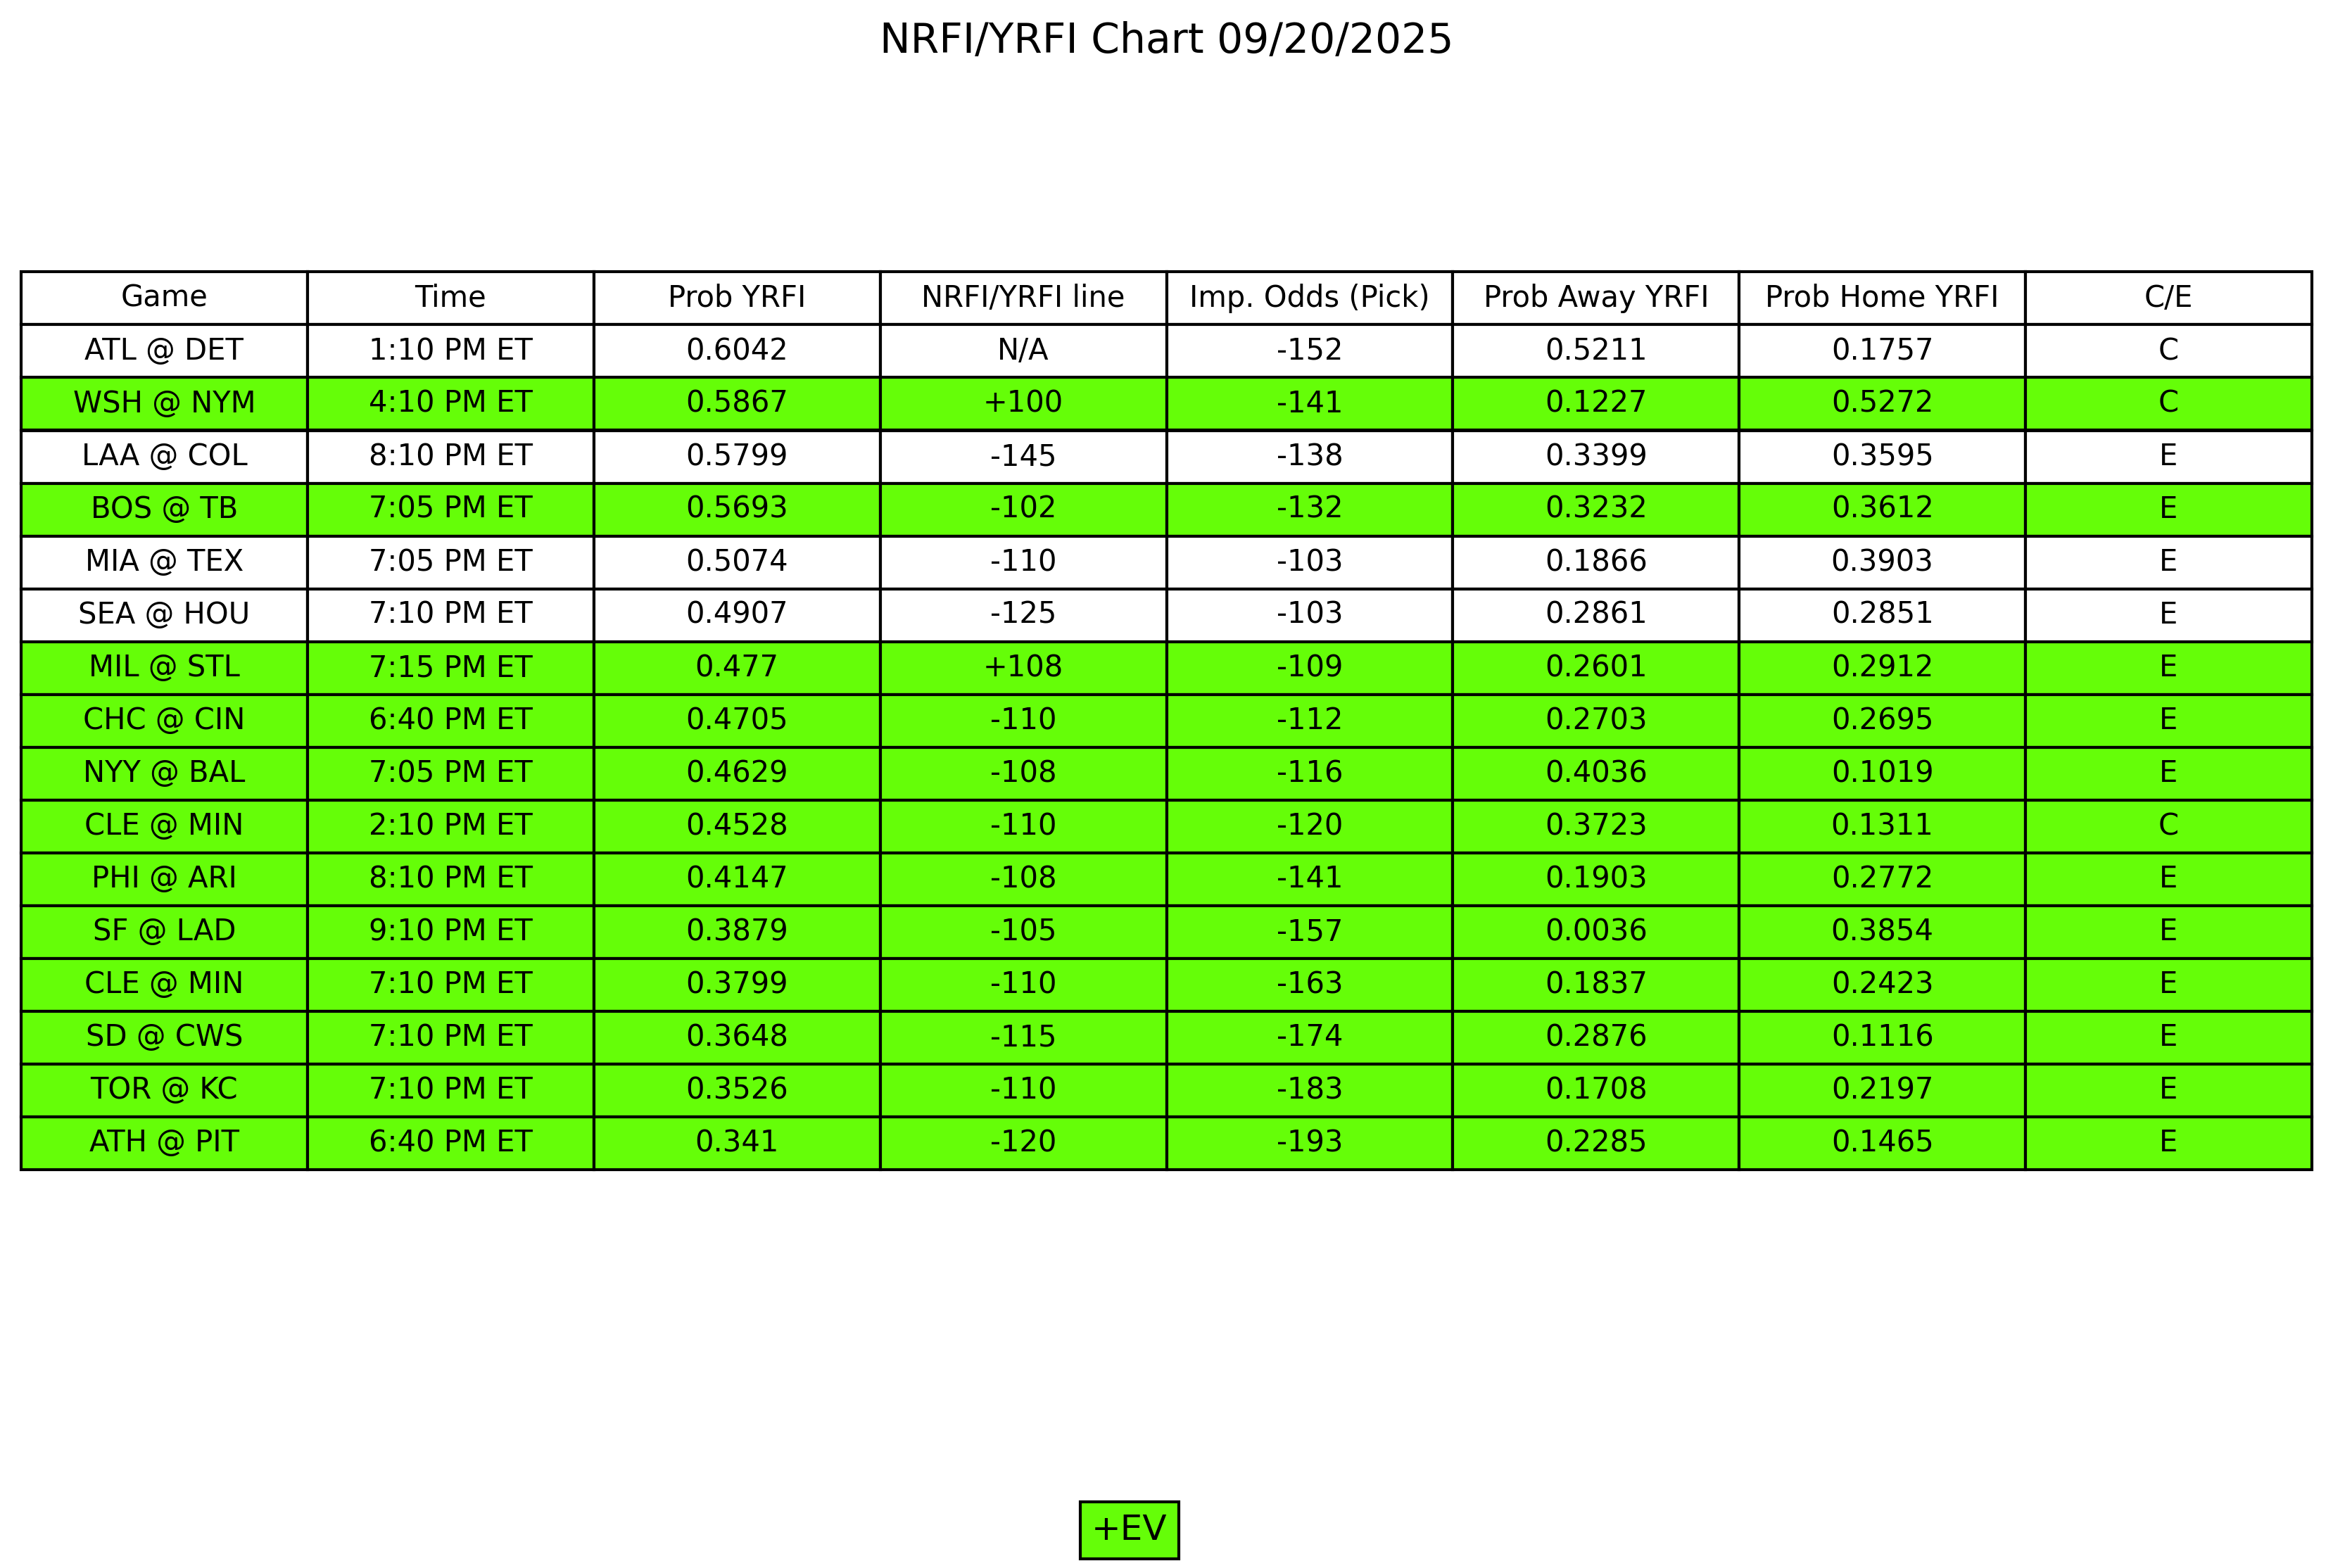 NRFI/YRFI Chart 09/20/2025
Game Time Prob YRFI NRFI/YRFI line Imp. Odds (Pick) Prob Away YRFI Prob Home YRFI C/E
ATL @ DET 1:10 PM ET 0.6042 N/A -152 0.5211 0.1757 C
WSH @ NYM 4:10 PM ET 0.5867 +100 -141 0.1227 0.5272 C
LAA @ COL 8:10 PM ET 0.5799 -145 -138 0.3399 0.3595 E
BOS @ TB 7:05 PM ET 0.5693 -102 -132 0.3232 0.3612 E
MIA @ TEX 7:05 PM ET 0.5074 -110 -103 0.1866 0.3903 E
SEA @ HOU 7:10 PM ET 0.4907 -125 -103 0.2861 0.2851 E
MIL @ STL 7:15 PM ET 0.477 +108 -109 0.2601 0.2912 E
CHC @ CIN 6:40 PM ET 0.4705 -110 -112 0.2703 0.2695 E
NYY @ BAL 7:05 PM ET 0.4629 -108 -116 0.4036 0.1019 E
CLE @ MIN 2:10 PM ET 0.4528 -110 -120 0.3723 0.1311 C
PHI @ ARI 8:10 PM ET 0.4147 -108 -141 0.1903 0.2772 E
SF @ LAD 9:10 PM ET 0.3879 -105 -157 0.0036 0.3854 E
CLE @ MIN 7:10 PM ET 0.3799 -110 -163 0.1837 0.2423 E
SD @ CWS 7:10 PM ET 0.3648 -115 -174 0.2876 0.1116 E
TOR @ KC 7:10 PM ET 0.3526 -110 -183 0.1708 0.2197 E
ATH @ PIT 6:40 PM ET 0.341 -120 -193 0.2285 0.1465 E
+EV